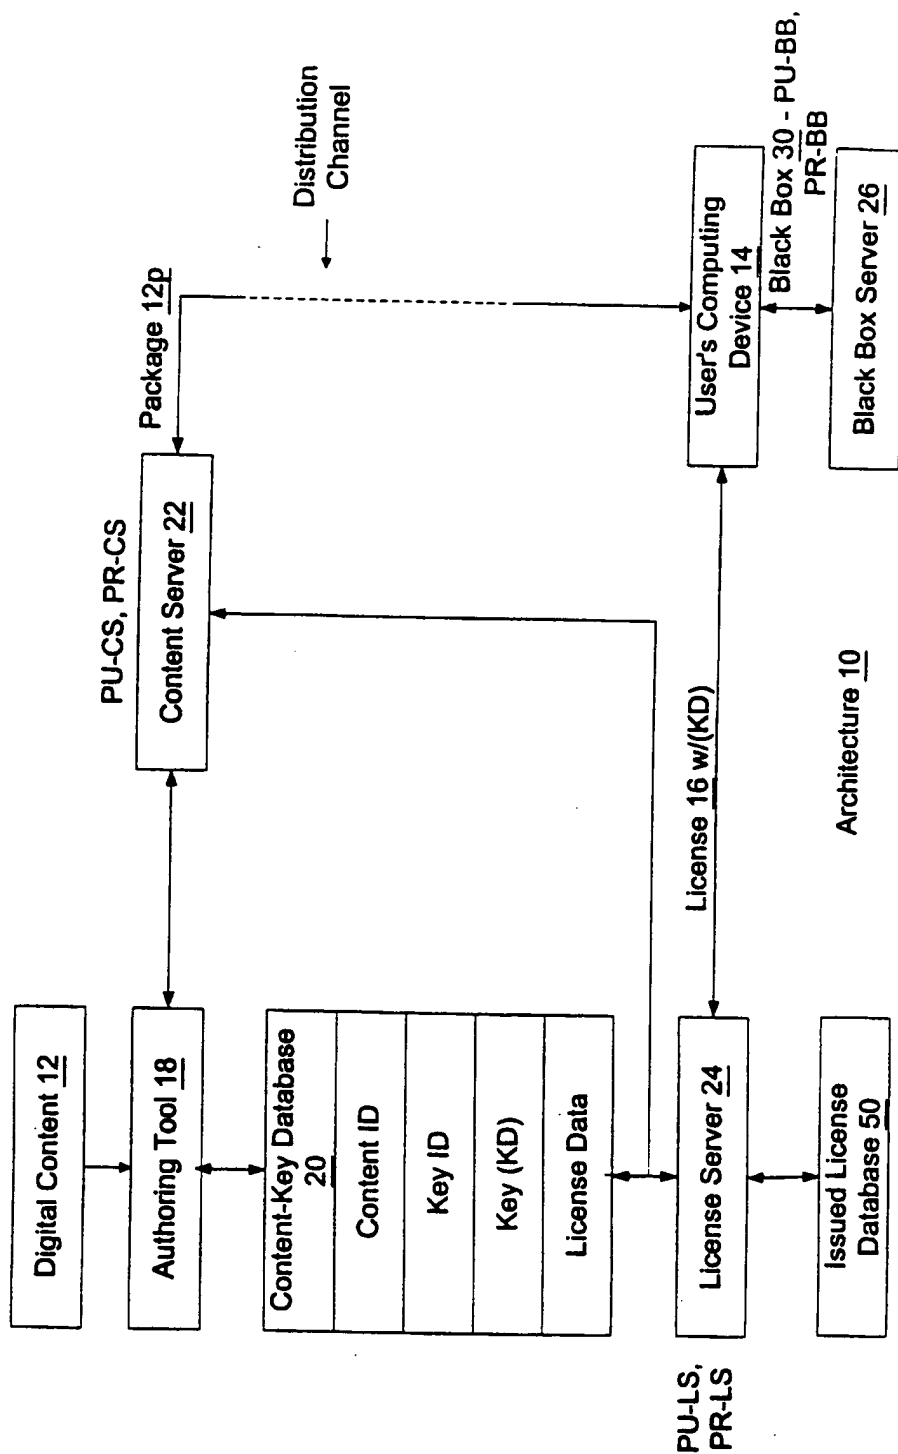 Digital Content 12
Authoring Tool 18
Content-Key Database
20
Content ID
Key ID
Key (KD)
License Data
PU-LS,
PR-LS
License Server 24
Issued License
Database 50
PU-CS, PR-CS
Content Server 22
Package 12p
Distribution
Channel
License 16 w/(KD)
User's Computing
Device 14
Black Box 30 - PU-BB,
PR-BB
Black Box Server 26
Architecture 10